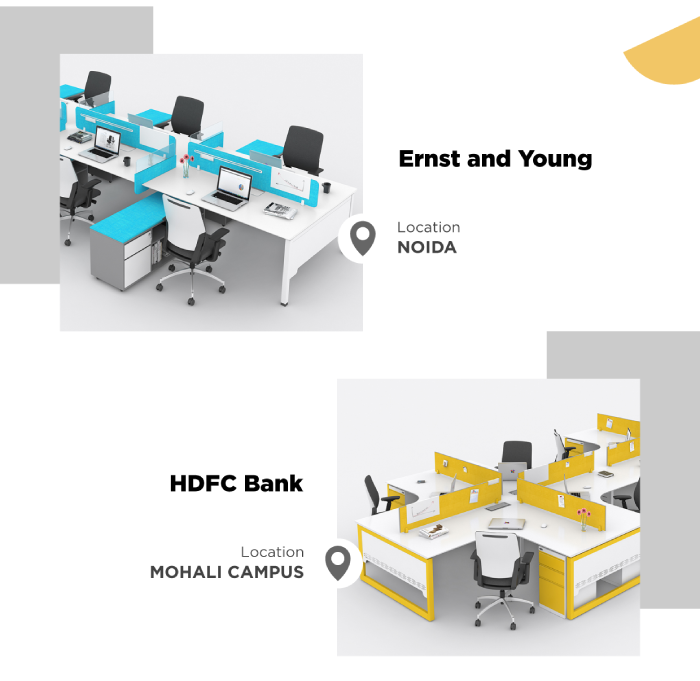 Ernst and Young
Location
NOIDA
HDFC Bank
Location
MOHALI CAMPUS